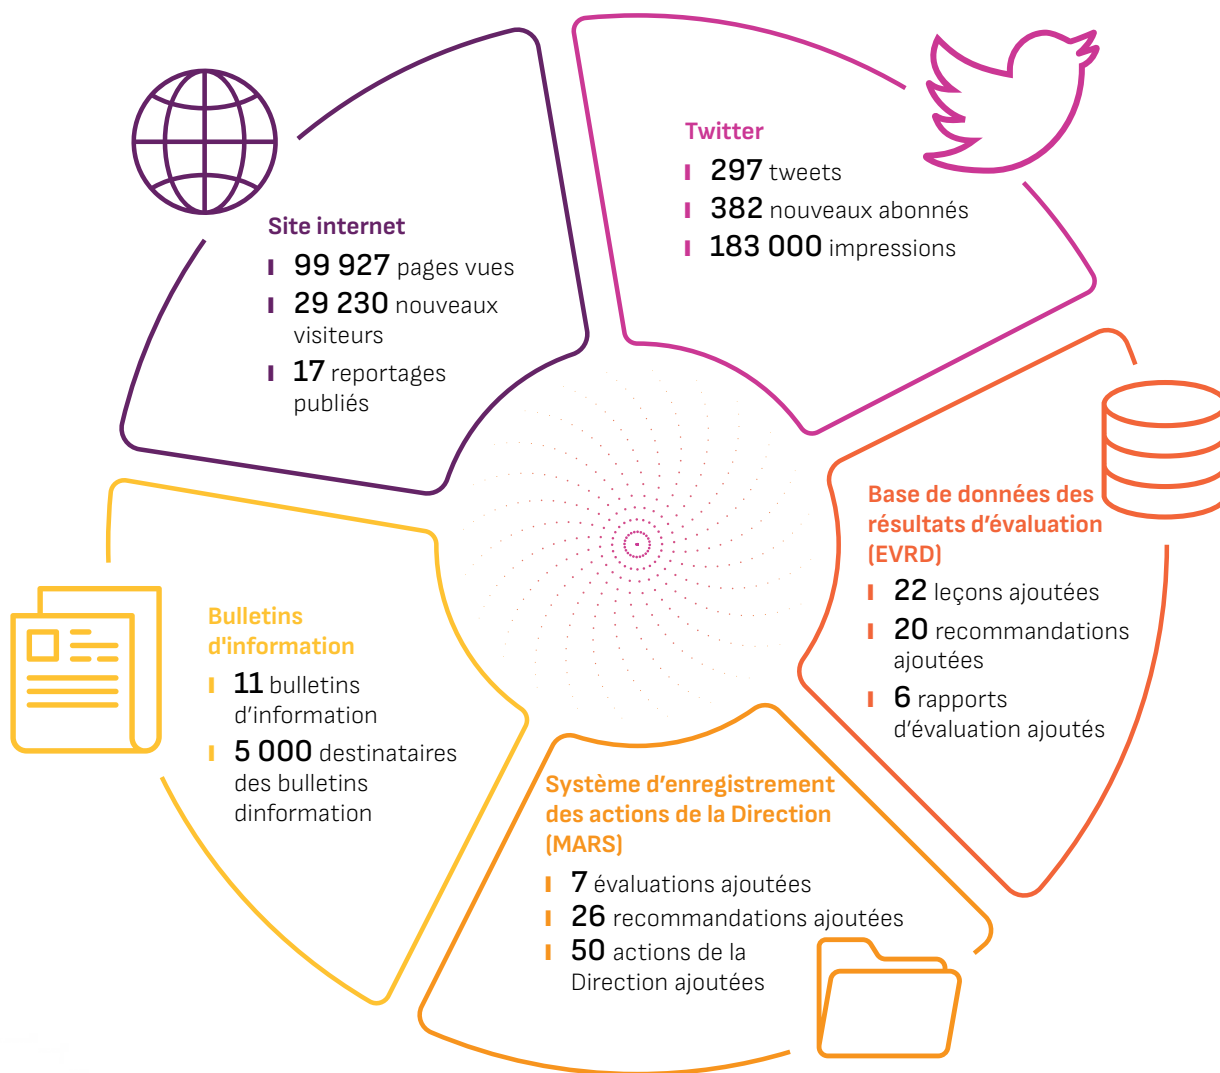 Twitter
297 tweets
382 nouveaux abonnés
183 000 impressions
Site internet
99 927 pages vues
29 230 nouveaux
visiteurs
17 reportages
publiés
Base de données des
résultats d’évaluation
(EVRD)
22 leçons ajoutées
20 recommandations
ajoutées
6 rapports
d’évaluation ajoutés
Bulletins
d'information
11 bulletins
d’information
5 000 destinataires
des bulletins
dinformation
Système d’enregistrement
des actions de la Direction
(MARS)
7 évaluations ajoutées
26 recommandations ajoutées
50 actions de la
Direction ajoutées